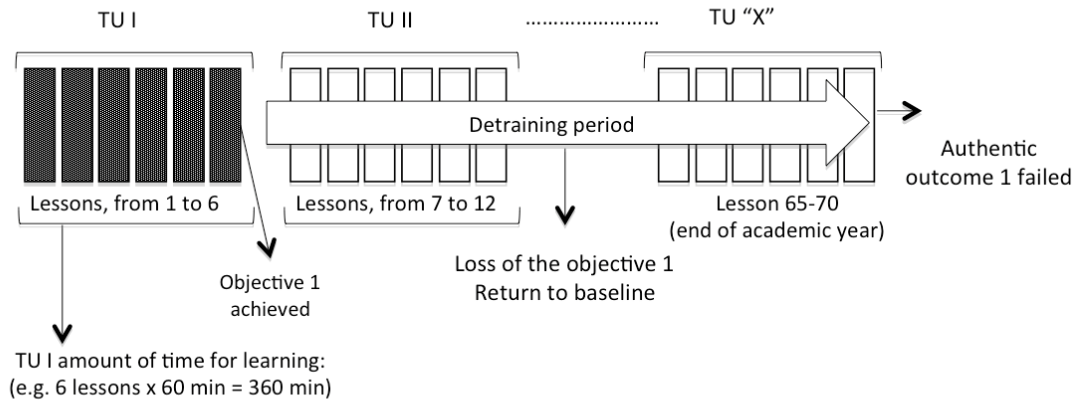 TU I
TU II
........................
TU “X”
Detraining period
Lessons, from 1 to 6
Lessons, from 7 to 12
Lesson 65-70
(end of academic year)
Authentic
outcome 1 failed
Objective 1
achieved
Loss of the objective 1
Return to baseline
TU I amount of time for learning:
(e.g. 6 lessons x 60 min = 360 min)